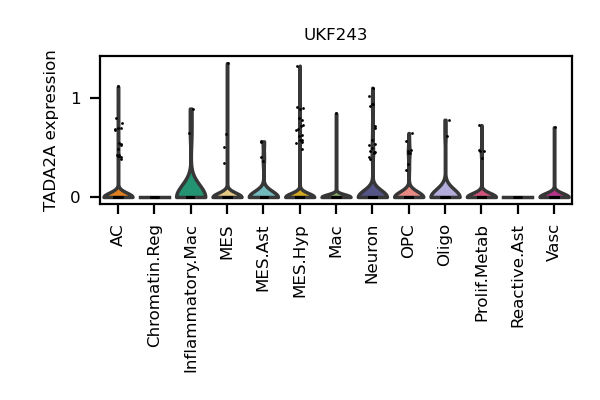 UKF243
TADA2A expression
1
0
AC
Chromatin.Reg
Inflammatory.Mac
MES
MES.Ast
MES.Hyp
Mac
Neuron
OPC
Oligo
Prolif.Metab
Reactive.Ast
Vasc